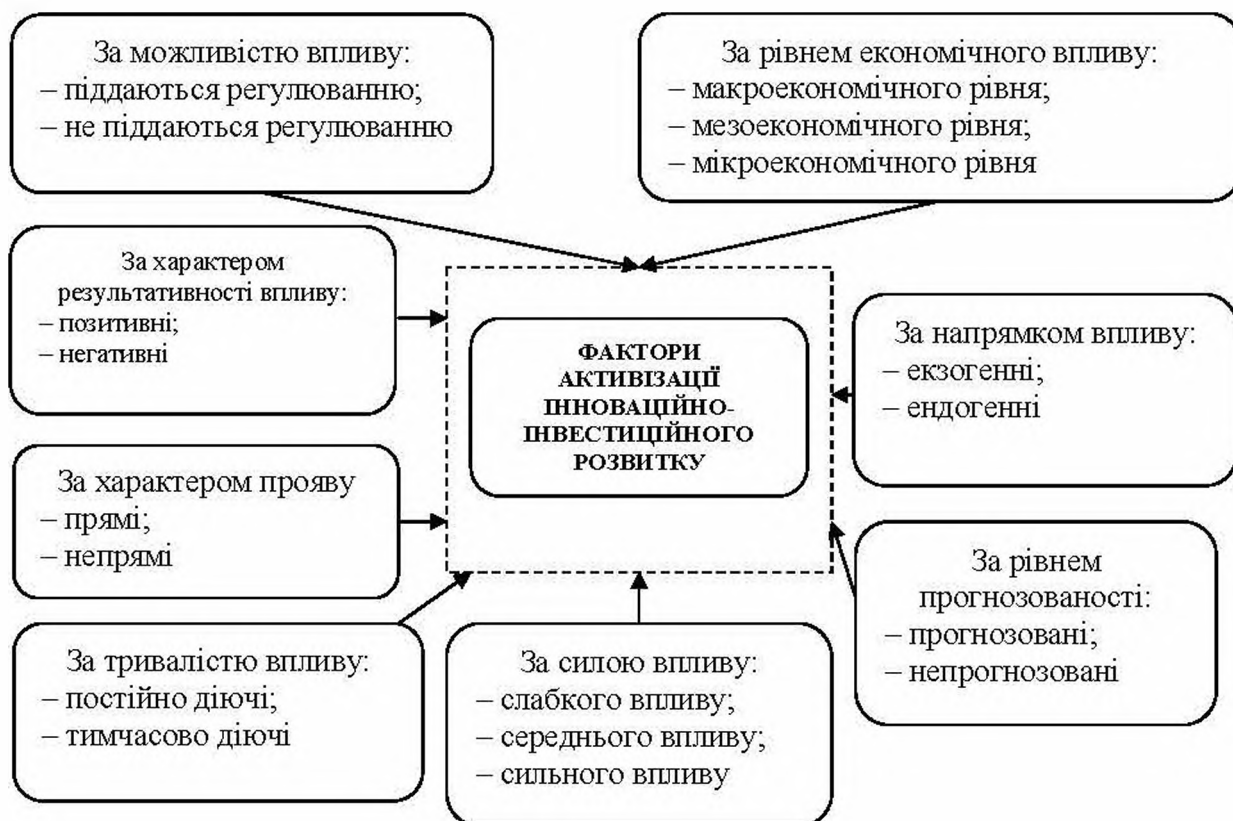 За можливістю впливу:
– піддаються регулюванню;
– не піддаються регулюванню
За рівнем економічного впливу:
– макроекономічного рівня;
– мезоекономічного рівня;
– мікроекономічного рівня
За характером
результативності впливу:
– позитивні;
– негативні
ФАКТОРИ
АКТИВІЗАЦІЇ
ІННОВАЦІЙНО-
ІНВЕСТИЦІЙНОГО
РОЗВИТКУ
За напрямком впливу:
– екзогенні;
– ендогенні
За характером прояву
– прямі;
– непрямі
За рівнем
прогнозованості:
– прогнозовані;
– непрогнозовані
За тривалістю впливу:
– постійно діючі;
– тимчасово діючі
За силою впливу:
– слабкого впливу;
– середнього впливу;
– сильного впливу